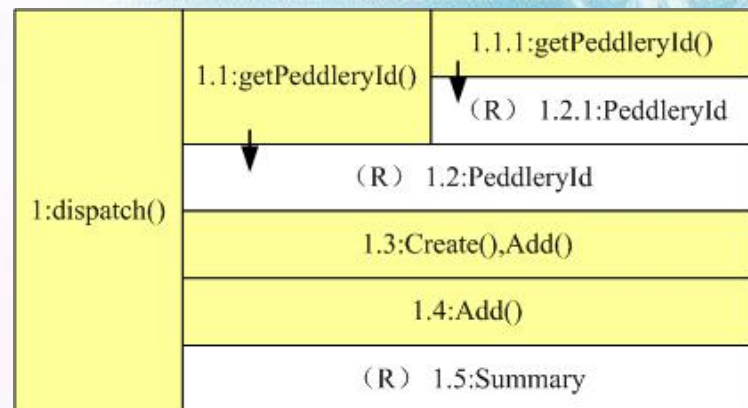 1:dispatch()
1.1:getPeddleryId()
1.1.1:getPeddleryId()
（R） 1.2.1:PeddleryId
（R） 1.2:PeddleryId
1.3:Create(),Add()
1.4:Add()
（R） 1.5:Summary